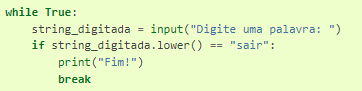 while True:
    string_digitada = input("Digite uma palavra: ")
    if string_digitada.lower() == "sair":
        print("Fim!")
        break